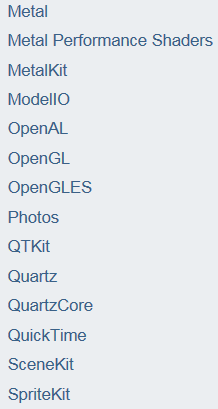 Metal
Metal Performance Shaders
MetalKit
ModelIO
OpenAL
OpenGL
OpenGLES
Photos
QTKit
Quartz
QuartzCore
QuickTime
SceneKit
SpriteKit